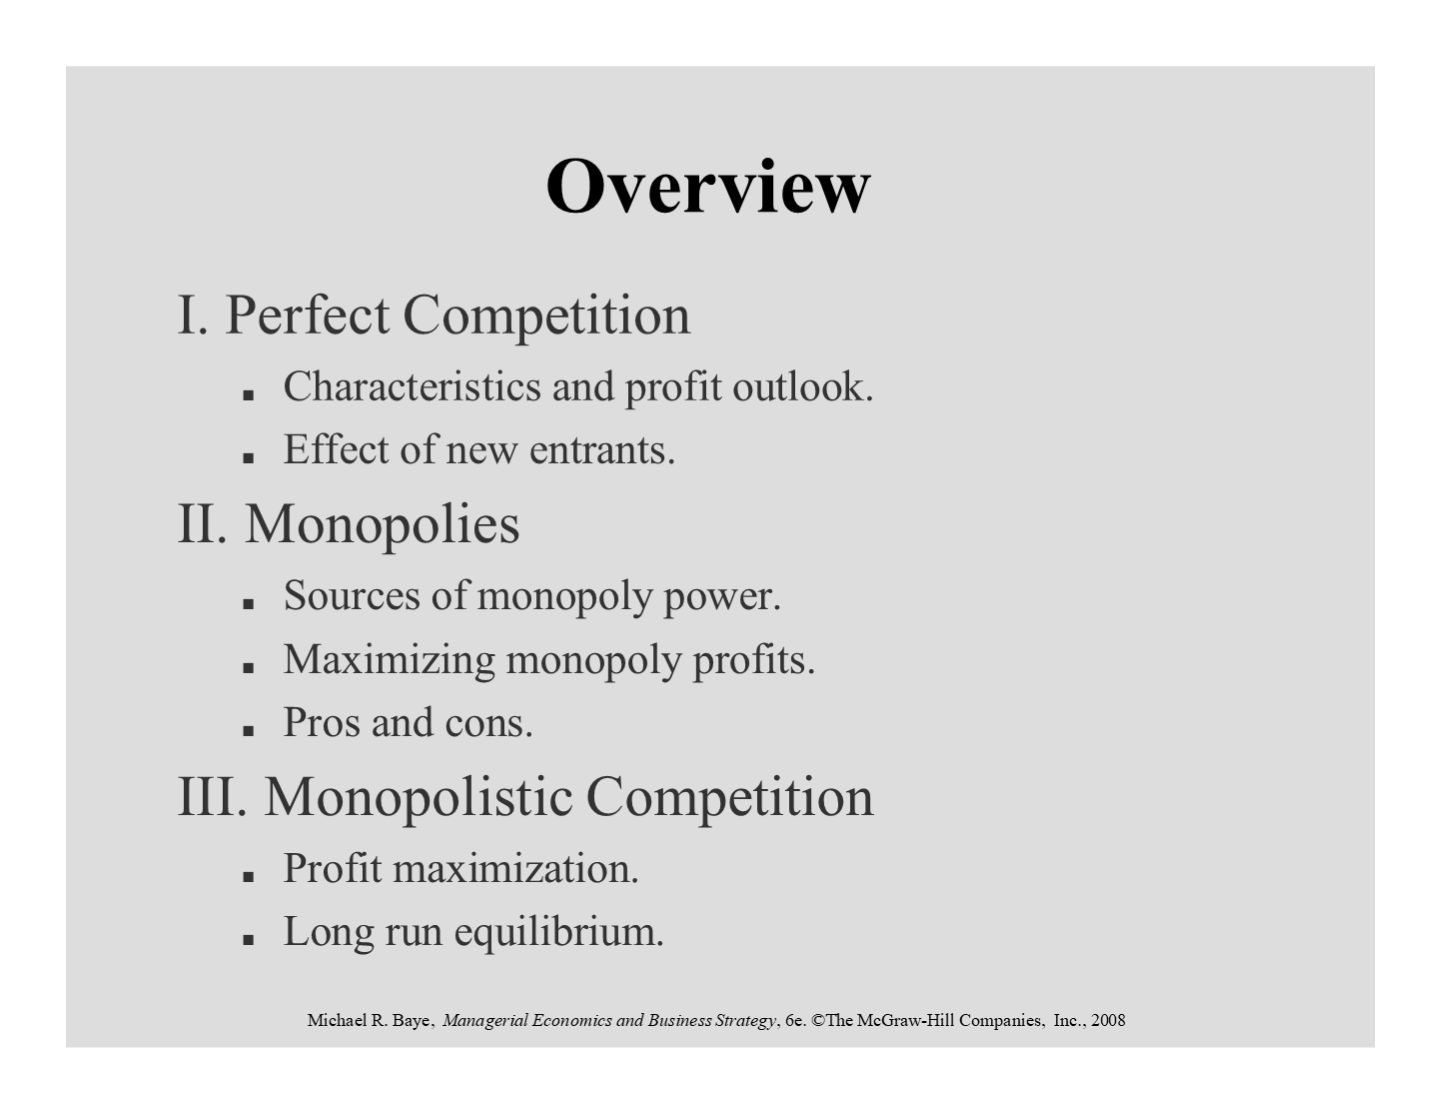 Overview
I. Perfect Competition
■ Characteristics and profit outlook.
■ Effect of new entrants.
II. Monopolies
■ Sources of monopoly power.
■ Maximizing monopoly profits.
■ Pros and cons.
III. Monopolistic Competition
■ Profit maximization.
■ Long run equilibrium.
Michael R. Baye, Managerial Economics and Business Strategy, 6e. ©The McGraw-Hill Companies, Inc., 2008